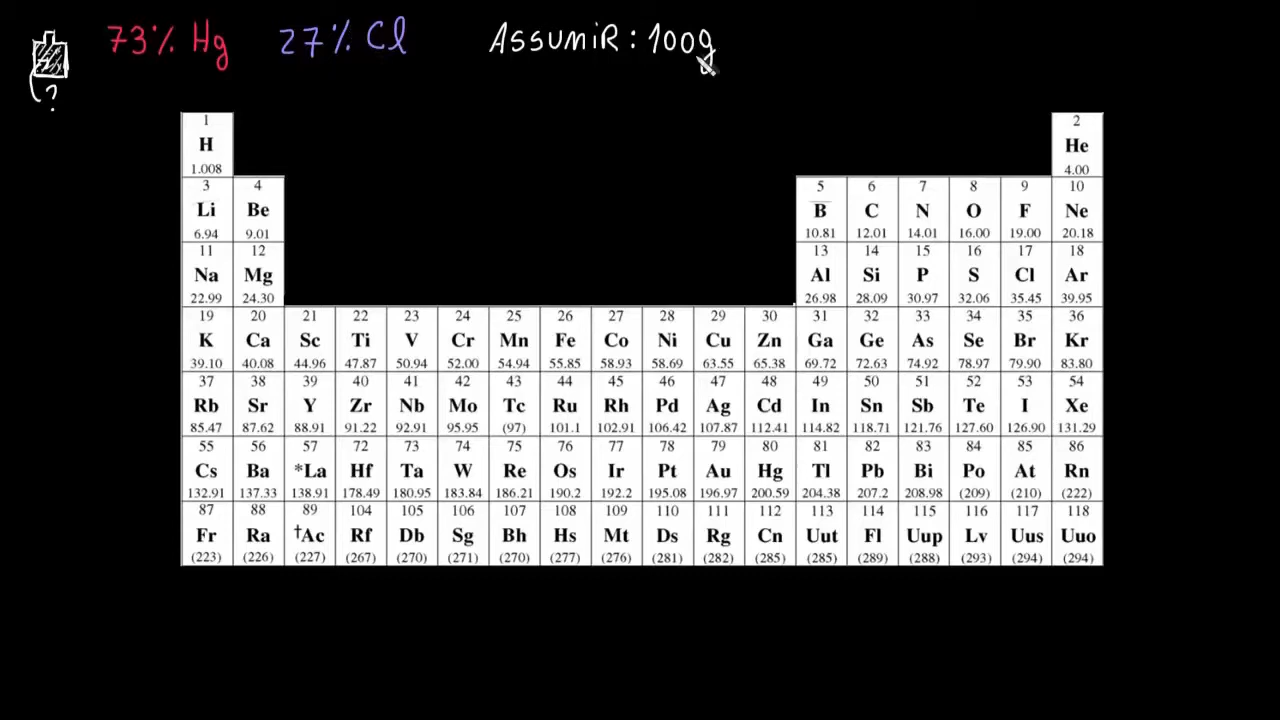 73% Hg 27% Cl ASSUMIR: 100g
?
1 2
H He
1.008 4.00
3 4 5 6 7 8 9 10
Li Be B C N O F Ne
6.94 9.01 10.81 12.01 14.01 16.00 19.00 20.18
11 12 13 14 15 16 17 18
Na Mg Al Si P S Cl Ar
22.99 24.30 26.98 28.09 30.97 32.06 35.45 39.95
19 20 21 22 23 24 25 26 27 28 29 30 31 32 33 34 35 36
K Ca Sc Ti V Cr Mn Fe Co Ni Cu Zn Ga Ge As Se Br Kr
39.10 40.08 44.96 47.87 50.94 52.00 54.94 55.85 58.93 58.69 63.55 65.38 69.72 72.63 74.92 78.97 79.90 83.80
37 38 39 40 41 42 43 44 45 46 47 48 49 50 51 52 53 54
Rb Sr Y Zr Nb Mo Tc Ru Rh Pd Ag Cd In Sn Sb Te I Xe
85.47 87.62 88.91 91.22 92.91 95.95 (97) 101.1 102.91 106.42 107.87 112.41 114.82 118.71 121.76 127.60 126.90 131.29
55 56 57 72 73 74 75 76 77 78 79 80 81 82 83 84 85 86
Cs Ba *La Hf Ta W Re Os Ir Pt Au Hg Tl Pb Bi Po At Rn
132.91 137.33 138.91 178.49 180.95 183.84 186.21 190.2 192.2 195.08 196.97 200.59 204.38 207.2 208.98 (209) (210) (222)
87 88 89 104 105 106 107 108 109 110 111 112 113 114 115 116 117 118
Fr Ra †Ac Rf Db Sg Bh Hs Mt Ds Rg Cn Uut Fl Uup Lv Uus Uuo
(223) (226) (227) (267) (270) (271) (270) (277) (276) (281) (282) (285) (285) (289) (288) (293) (294) (294)